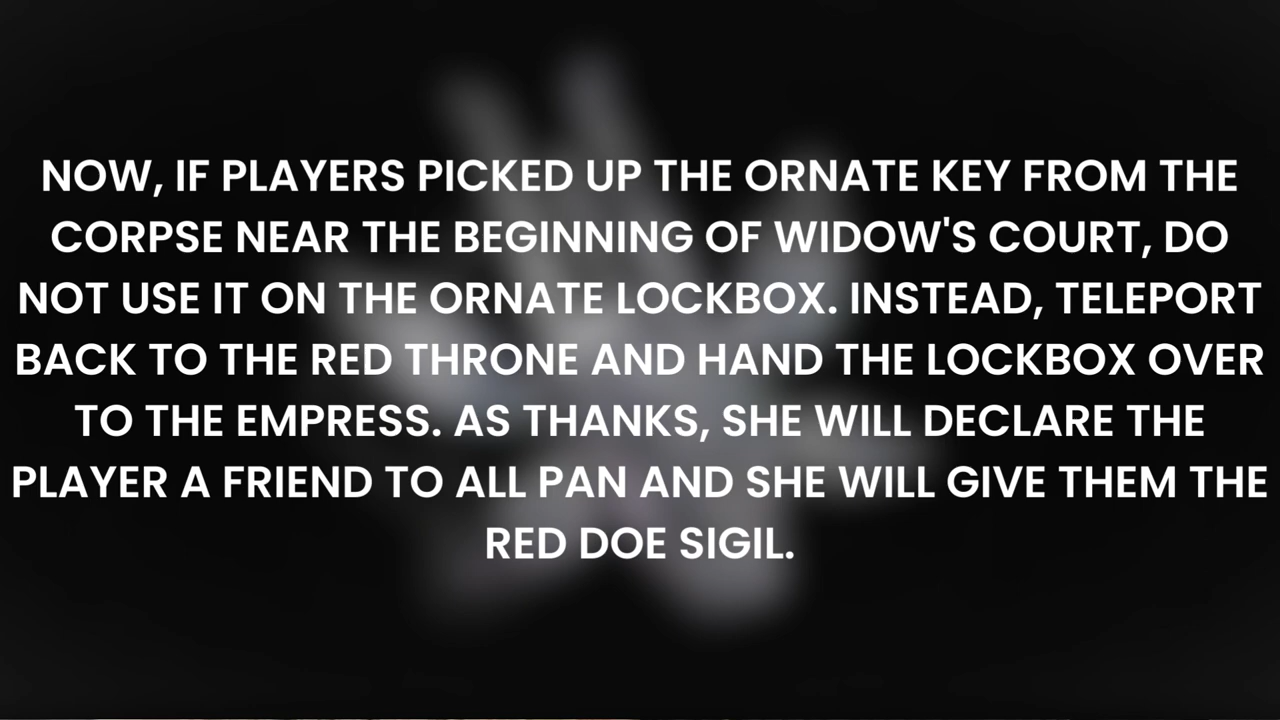 NOW, IF PLAYERS PICKED UP THE ORNATE KEY FROM THE
CORPSE NEAR THE BEGINNING OF WIDOW'S COURT, DO
NOT USE IT ON THE ORNATE LOCKBOX. INSTEAD, TELEPORT
BACK TO THE RED THRONE AND HAND THE LOCKBOX OVER
TO THE EMPRESS. AS THANKS, SHE WILL DECLARE THE
PLAYER A FRIEND TO ALL PAN AND SHE WILL GIVE THEM THE
RED DOE SIGIL.